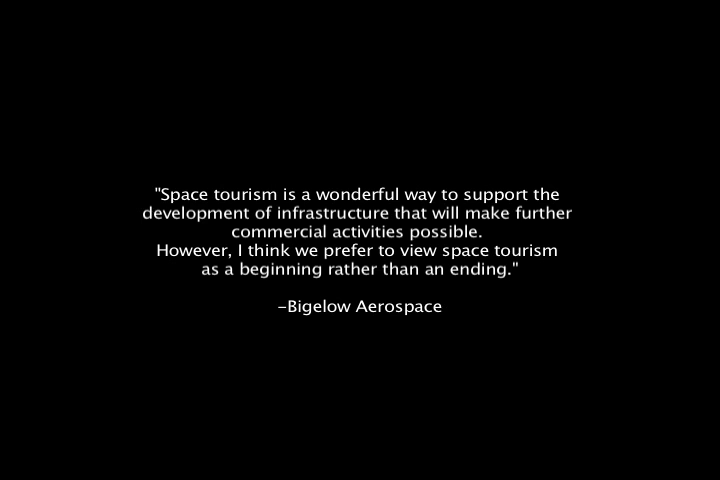 "Space tourism is a wonderful way to support the
development of infrastructure that will make further
commercial activities possible.
However, I think we prefer to view space tourism
as a beginning rather than an ending."
–Bigelow Aerospace